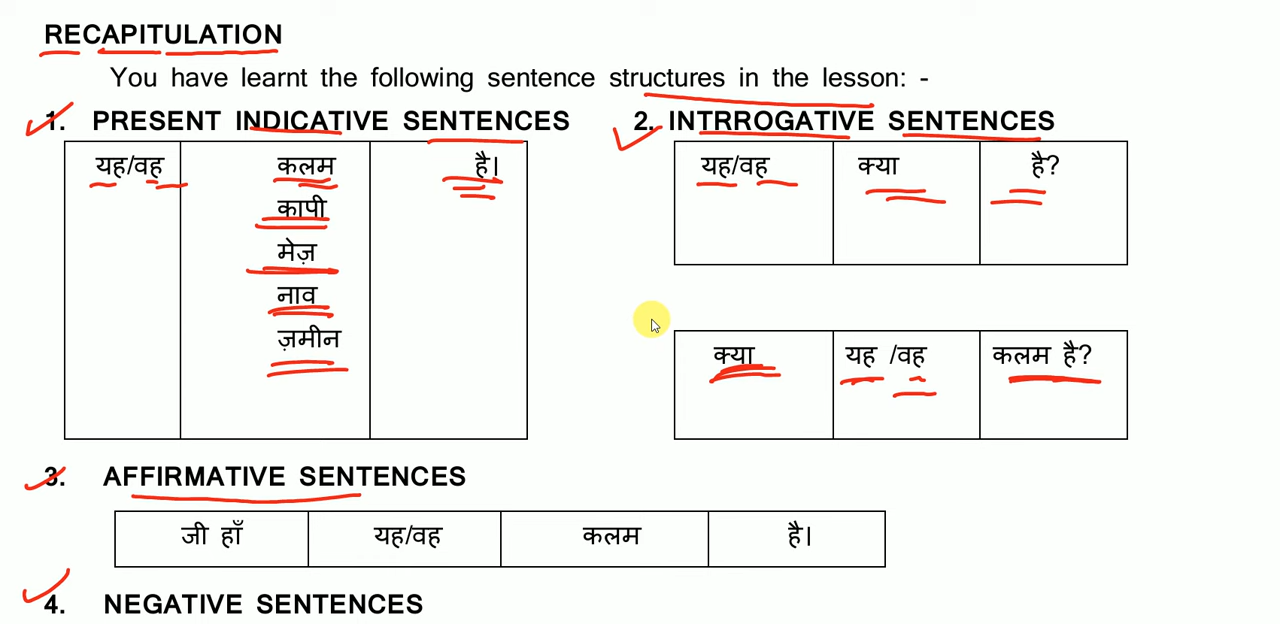 RECAPITULATION
You have learnt the following sentence structures in the lesson: -
1. PRESENT INDICATIVE SENTENCES
यह/वह कलम है।
कापी
मेज़
नाव
ज़मीन
2. INTRROGATIVE SENTENCES
यह/वह क्या है?
क्या यह /वह कलम है?
3. AFFIRMATIVE SENTENCES
जी हाँ यह/वह कलम है।
4. NEGATIVE SENTENCES